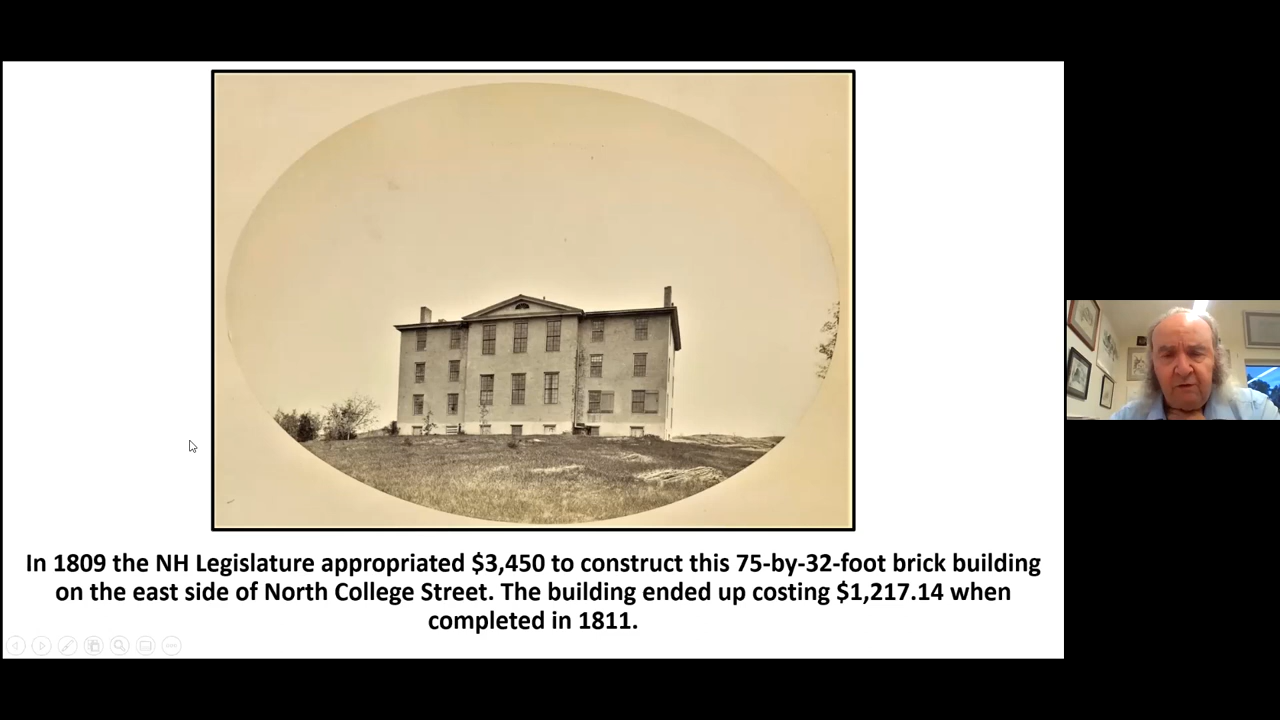 In 1809 the NH Legislature appropriated $3,450 to construct this 75-by-32-foot brick building
on the east side of North College Street. The building ended up costing $1,217.14 when
completed in 1811.